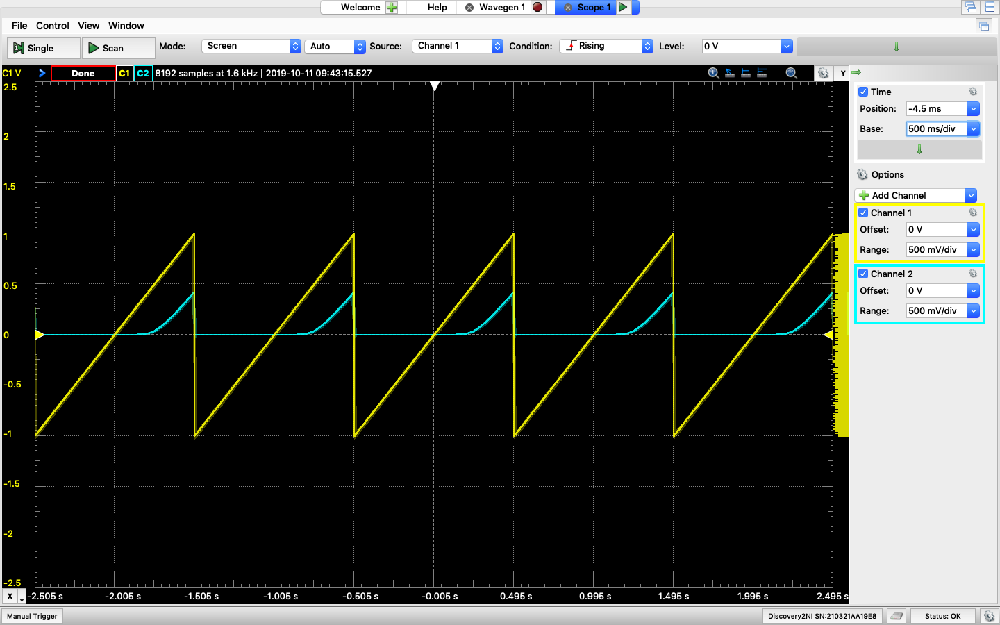 Welcome Help Wavegen 1 Scope 1
File Control View Window
Single Scan Mode: Screen Auto Source: Channel 1 Condition: Rising Level: 0 V
C1 V Done C1 C2 8192 samples at 1.6 kHz | 2019-10-11 09:43:15.527 Y
2.5
2
1.5
1
0.5
0
-0.5
-1
-1.5
-2
-2.5
X -2.505 s -2.005 s -1.505 s -1.005 s -0.505 s -0.005 s 0.495 s 0.995 s 1.495 s 1.995 s 2.495 s
Time
Position: -4.5 ms
Base: 500 ms/div
Options
Add Channel
Channel 1
Offset: 0 V
Range: 500 mV/div
Channel 2
Offset: 0 V
Range: 500 mV/div
Manual Trigger Discovery2NI SN:210321AA19E8 Status: OK